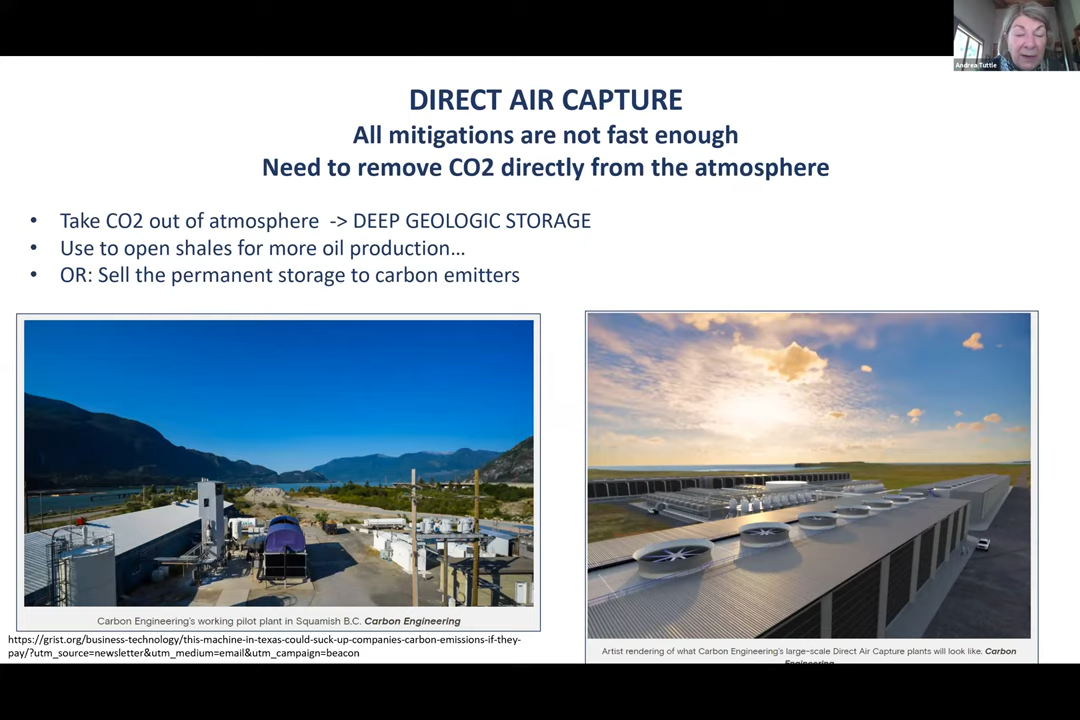 Andrea Tuttle
DIRECT AIR CAPTURE
All mitigations are not fast enough
Need to remove CO2 directly from the atmosphere
• Take CO2 out of atmosphere -> DEEP GEOLOGIC STORAGE
• Use to open shales for more oil production…
• OR: Sell the permanent storage to carbon emitters
Carbon Engineering's working pilot plant in Squamish B.C. Carbon Engineering
https://grist.org/business-technology/this-machine-in-texas-could-suck-up-companies-carbon-emissions-if-they-
pay/?utm_source=newsletter&utm_medium=email&utm_campaign=beacon
Artist rendering of what Carbon Engineering's large-scale Direct Air Capture plants will look like. Carbon
Engineering